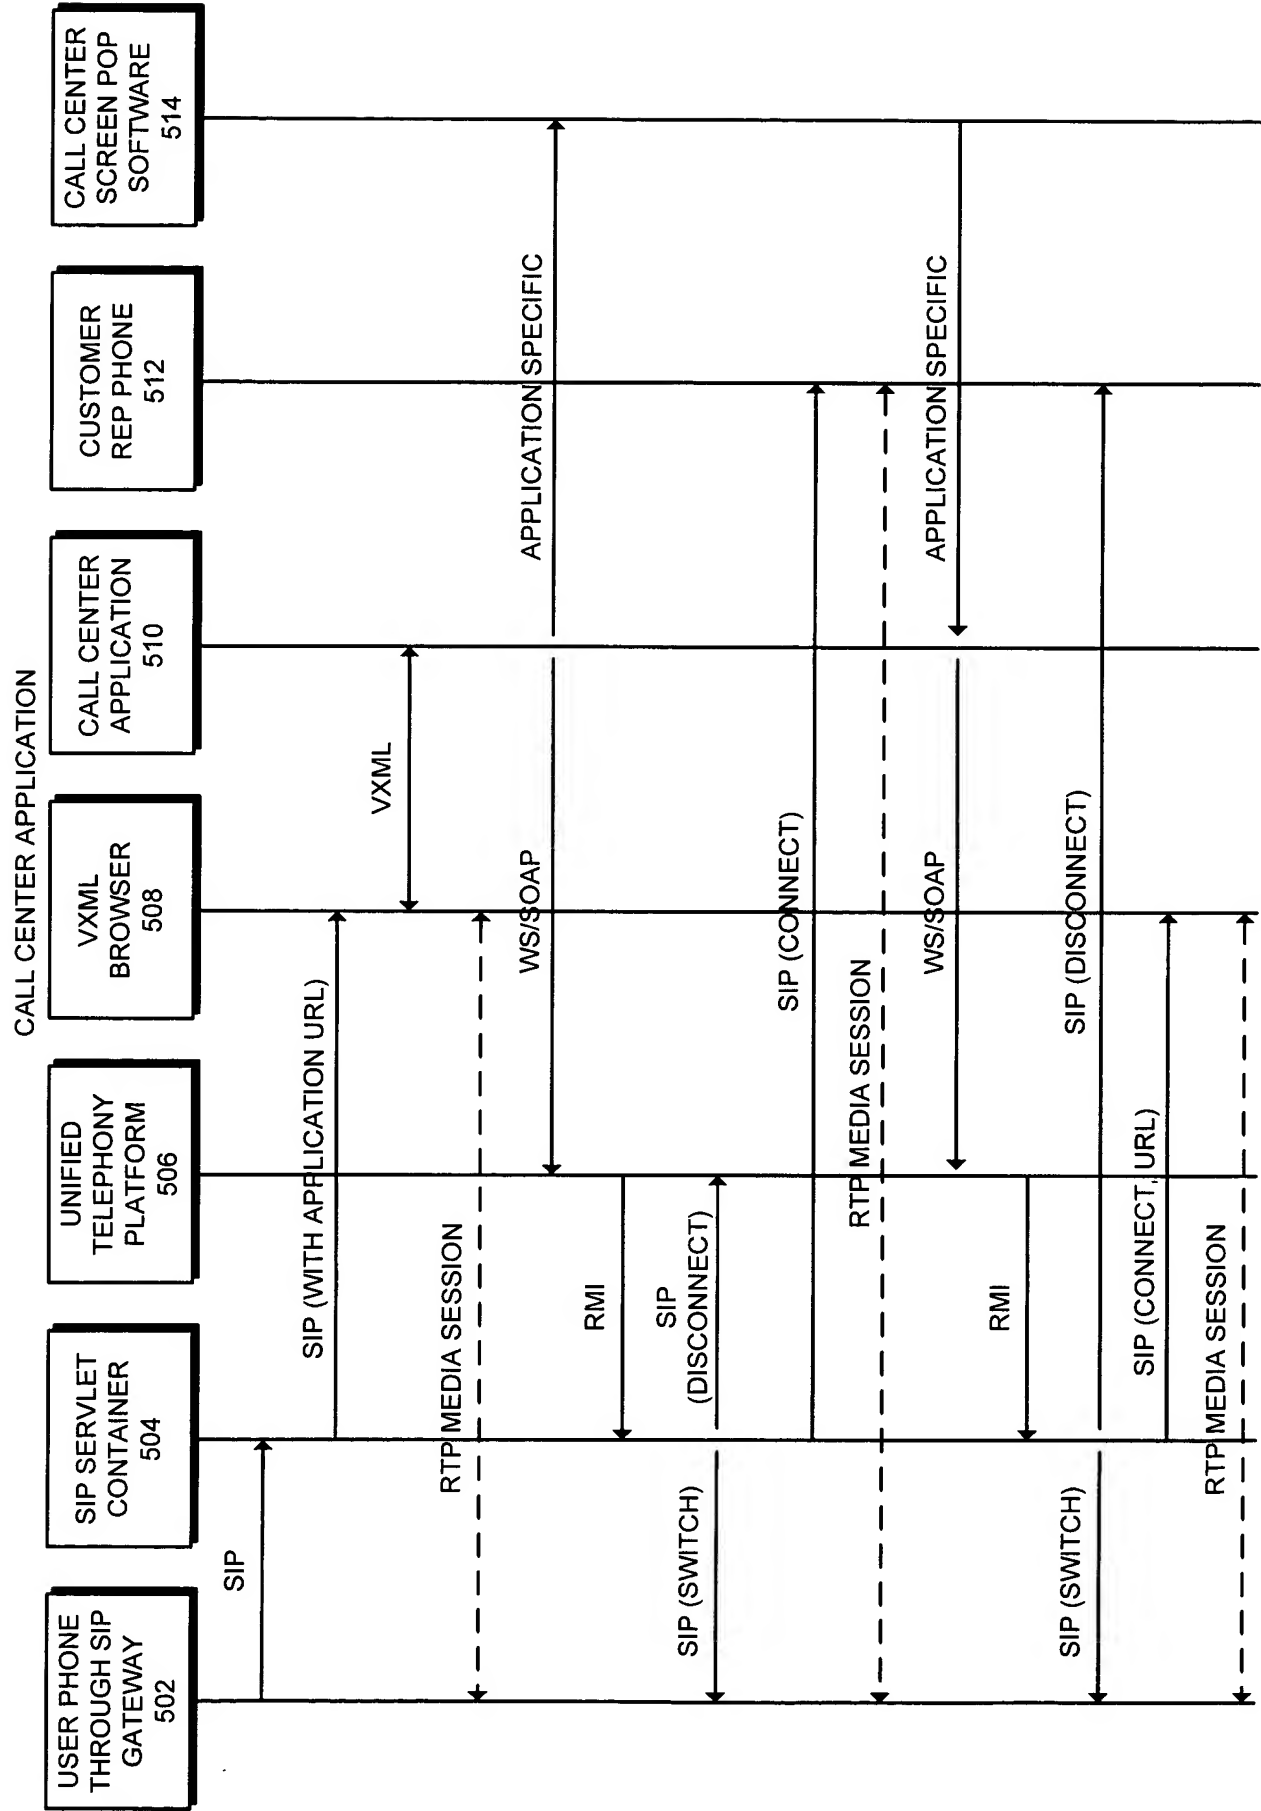 CALL CENTER APPLICATION
USER PHONE
THROUGH SIP
GATEWAY
502
SIP SERVLET
CONTAINER
504
UNIFIED
TELEPHONY
PLATFORM
506
VXML
BROWSER
508
CALL CENTER
APPLICATION
510
CUSTOMER
REP PHONE
512
CALL CENTER
SCREEN POP
SOFTWARE
514
SIP
SIP (WITH APPLICATION URL)
VXML
RTP MEDIA SESSION
WS/SOAP
APPLICATION SPECIFIC
RMI
SIP (SWITCH)
SIP
(DISCONNECT)
SIP (CONNECT)
RTP MEDIA SESSION
WS/SOAP
APPLICATION SPECIFIC
RMI
SIP (SWITCH)
SIP (DISCONNECT)
SIP (CONNECT, URL)
RTP MEDIA SESSION